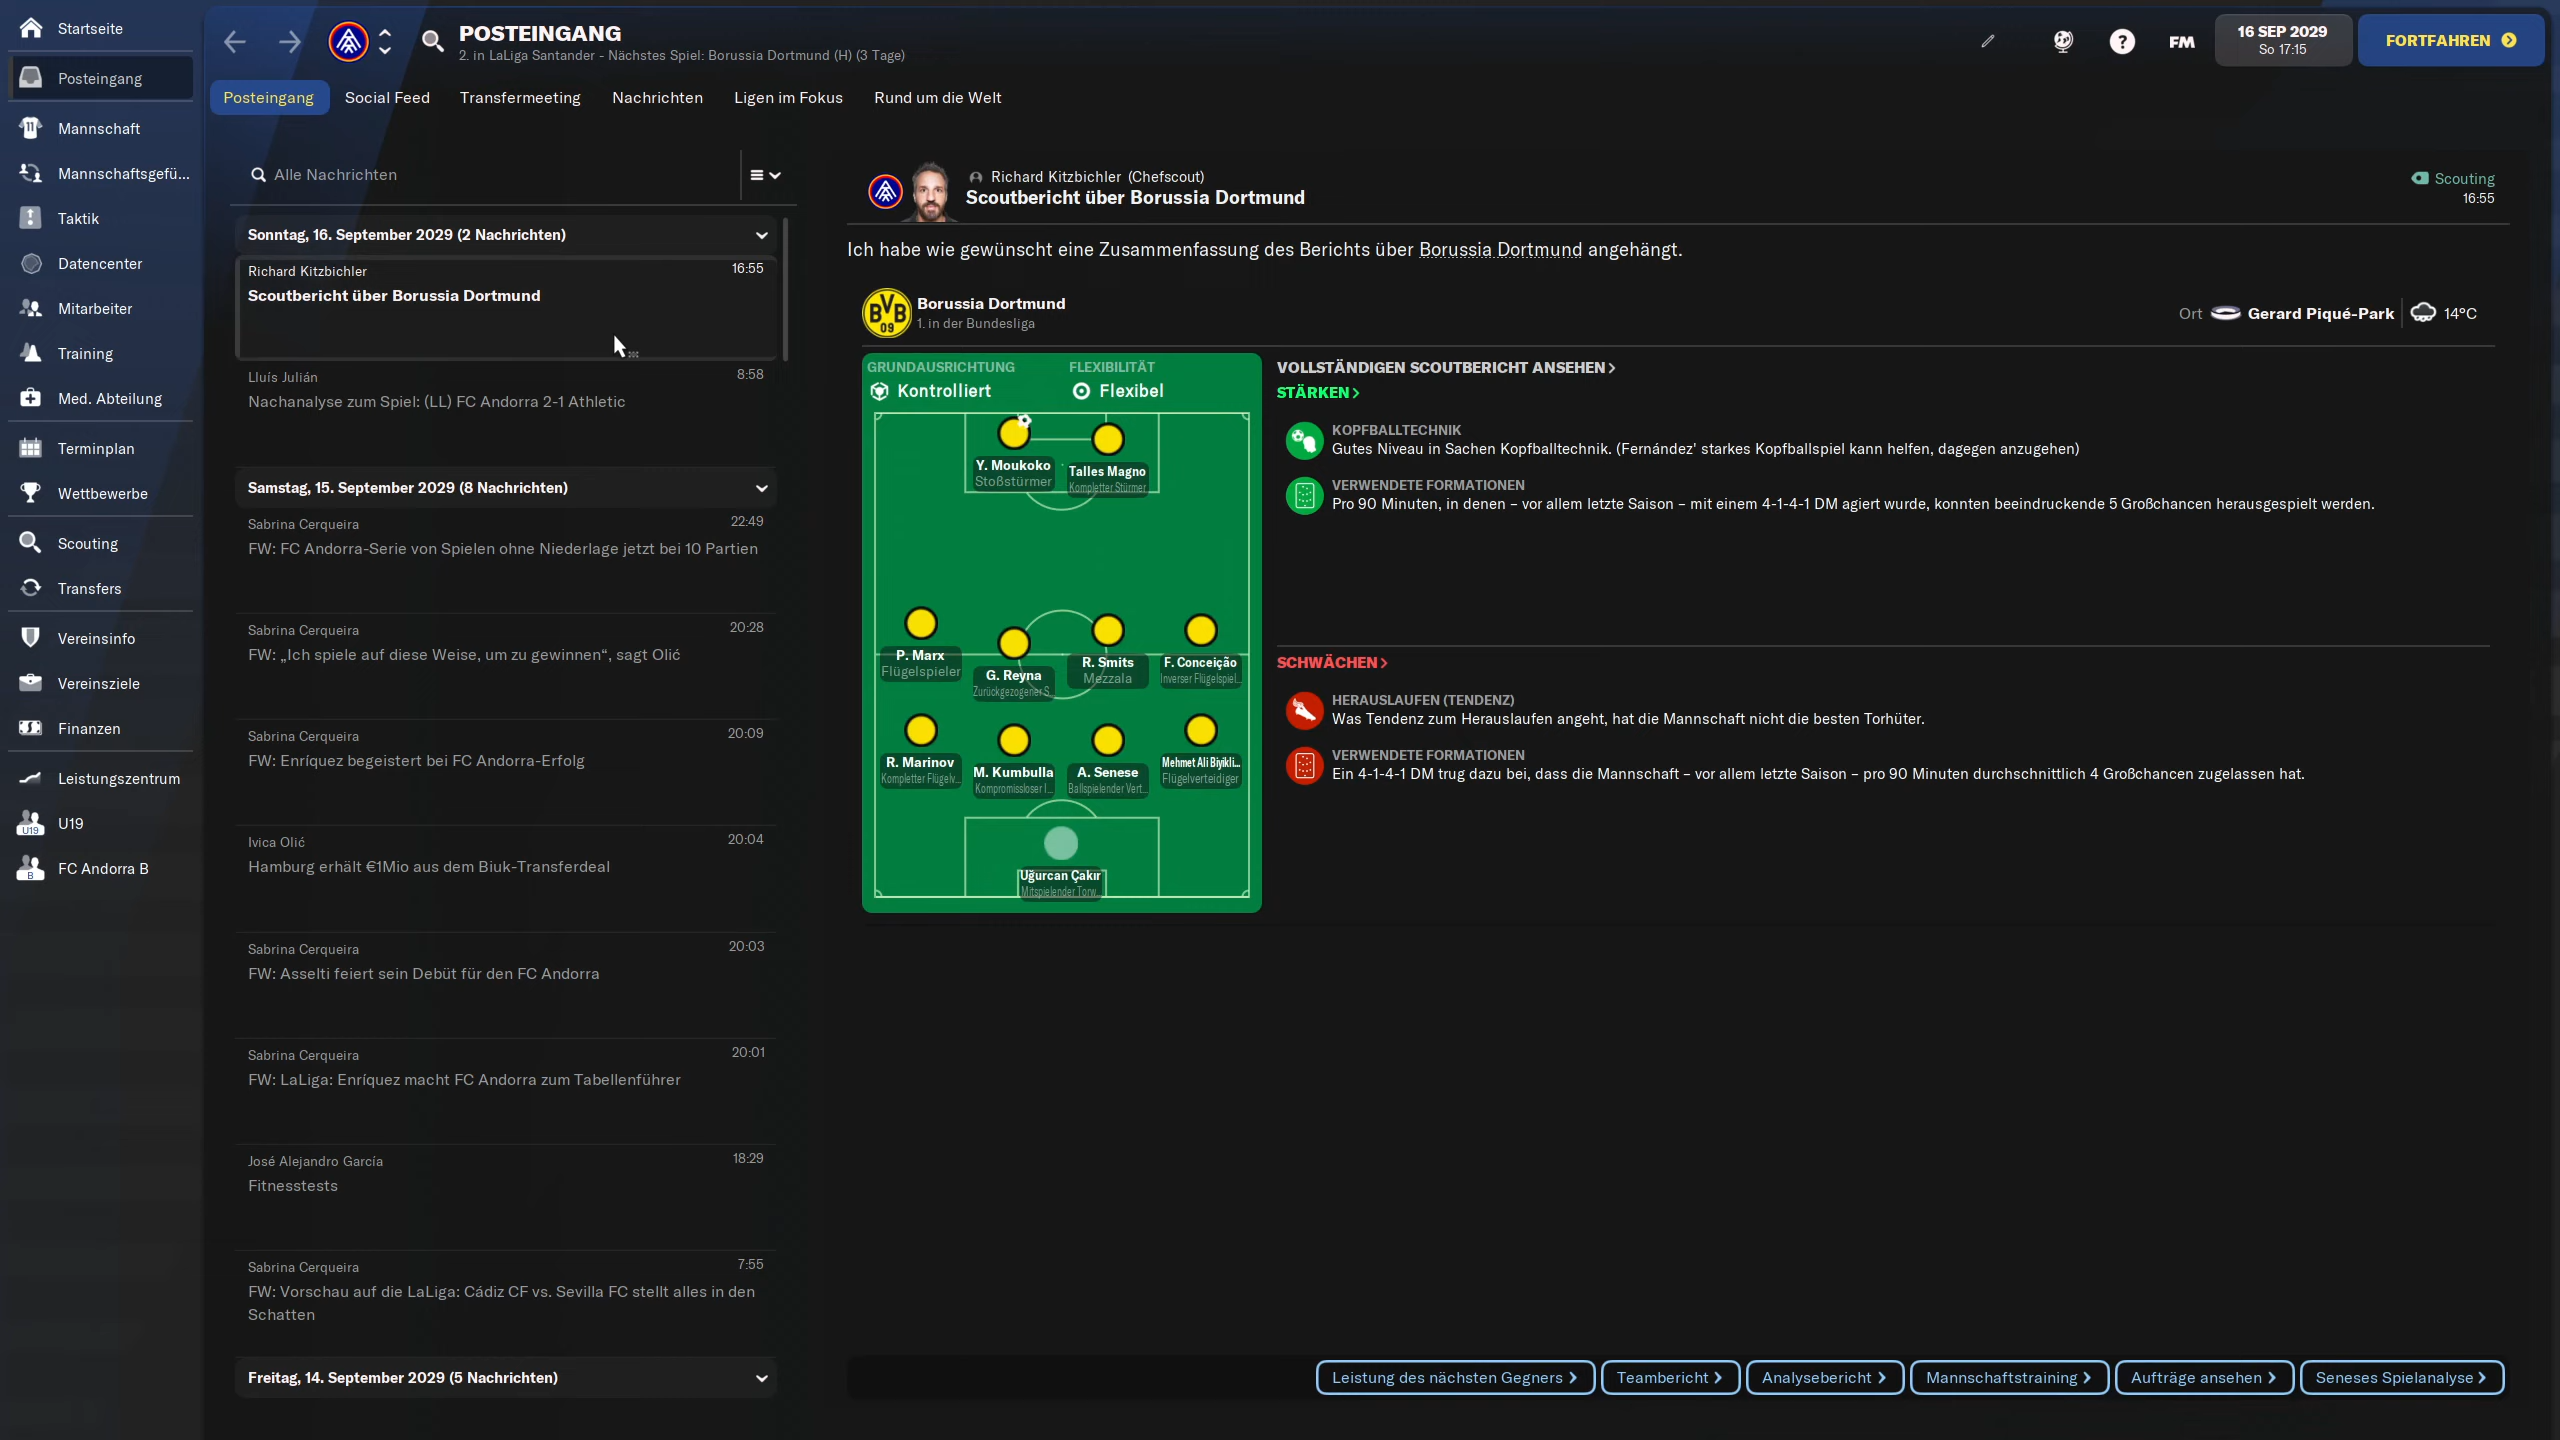 Startseite
Posteingang
Mannschaft
Mannschaftsgefü...
Taktik
Datencenter
Mitarbeiter
Training
Med. Abteilung
Terminplan
Wettbewerbe
Scouting
Transfers
Vereinsinfo
Vereinsziele
Finanzen
Leistungszentrum
U19
U19
B
FC Andorra B
POSTEINGANG
2. in LaLiga Santander - Nächstes Spiel: Borussia Dortmund (H) (3 Tage)
FM
16 SEP 2029
So 17:15
FORTFAHREN
Posteingang
Social Feed
Transfermeeting
Nachrichten
Ligen im Fokus
Rund um die Welt
Alle Nachrichten
Sonntag, 16. September 2029 (2 Nachrichten)
Richard Kitzbichler 16:55
Scoutbericht über Borussia Dortmund
Lluís Julián 8:58
Nachanalyse zum Spiel: (LL) FC Andorra 2-1 Athletic
Samstag, 15. September 2029 (8 Nachrichten)
Sabrina Cerqueira 22:49
FW: FC Andorra-Serie von Spielen ohne Niederlage jetzt bei 10 Partien
Sabrina Cerqueira 20:28
FW: „Ich spiele auf diese Weise, um zu gewinnen“, sagt Olić
Sabrina Cerqueira 20:09
FW: Enríquez begeistert bei FC Andorra-Erfolg
Ivica Olić 20:04
Hamburg erhält €1Mio aus dem Biuk-Transferdeal
Sabrina Cerqueira 20:03
FW: Asselti feiert sein Debüt für den FC Andorra
Sabrina Cerqueira 20:01
FW: LaLiga: Enríquez macht FC Andorra zum Tabellenführer
José Alejandro García 18:29
Fitnesstests
Sabrina Cerqueira 7:55
FW: Vorschau auf die LaLiga: Cádiz CF vs. Sevilla FC stellt alles in den
Schatten
Freitag, 14. September 2029 (5 Nachrichten)
Richard Kitzbichler (Chefscout)
Scoutbericht über Borussia Dortmund
Scouting
16:55
Ich habe wie gewünscht eine Zusammenfassung des Berichts über Borussia Dortmund angehängt.
BVB
09
Borussia Dortmund
1. in der Bundesliga
Ort Gerard Piqué-Park 14°C
GRUNDAUSRICHTUNG FLEXIBILITÄT
Kontrolliert Flexibel
Y. Moukoko
Stoßstürmer
Talles Magno
Kompletter Stürmer
P. Marx
Flügelspieler
G. Reyna
Zurückgezogener S...
R. Smits
Mezzala
F. Conceição
Inverser Flügelspiel...
R. Marinov
Kompletter Flügelv...
M. Kumbulla
Kompromissloser I...
A. Senese
Ballspielender Vert...
Mehmet Ali Biyikli...
Flügelverteidiger
Uğurcan Çakır
Mitspielender Torw...
VOLLSTÄNDIGEN SCOUTBERICHT ANSEHEN
STÄRKEN
KOPFBALLTECHNIK
Gutes Niveau in Sachen Kopfballtechnik. (Fernández' starkes Kopfballspiel kann helfen, dagegen anzugehen)
VERWENDETE FORMATIONEN
Pro 90 Minuten, in denen – vor allem letzte Saison – mit einem 4-1-4-1 DM agiert wurde, konnten beeindruckende 5 Großchancen herausgespielt werden.
SCHWÄCHEN
HERAUSLAUFEN (TENDENZ)
Was Tendenz zum Herauslaufen angeht, hat die Mannschaft nicht die besten Torhüter.
VERWENDETE FORMATIONEN
Ein 4-1-4-1 DM trug dazu bei, dass die Mannschaft – vor allem letzte Saison – pro 90 Minuten durchschnittlich 4 Großchancen zugelassen hat.
Leistung des nächsten Gegners
Teambericht
Analysebericht
Mannschaftstraining
Aufträge ansehen
Seneses Spielanalyse